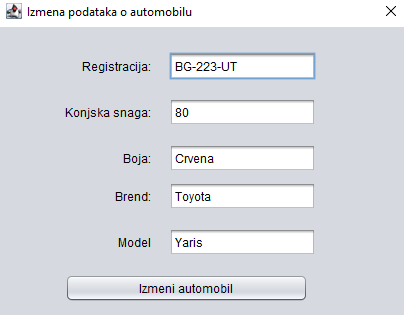 Izmena podataka o automobilu
Registracija: BG-223-UT
Konjska snaga: 80
Boja: Crvena
Brend: Toyota
Model Yaris
Izmeni automobil